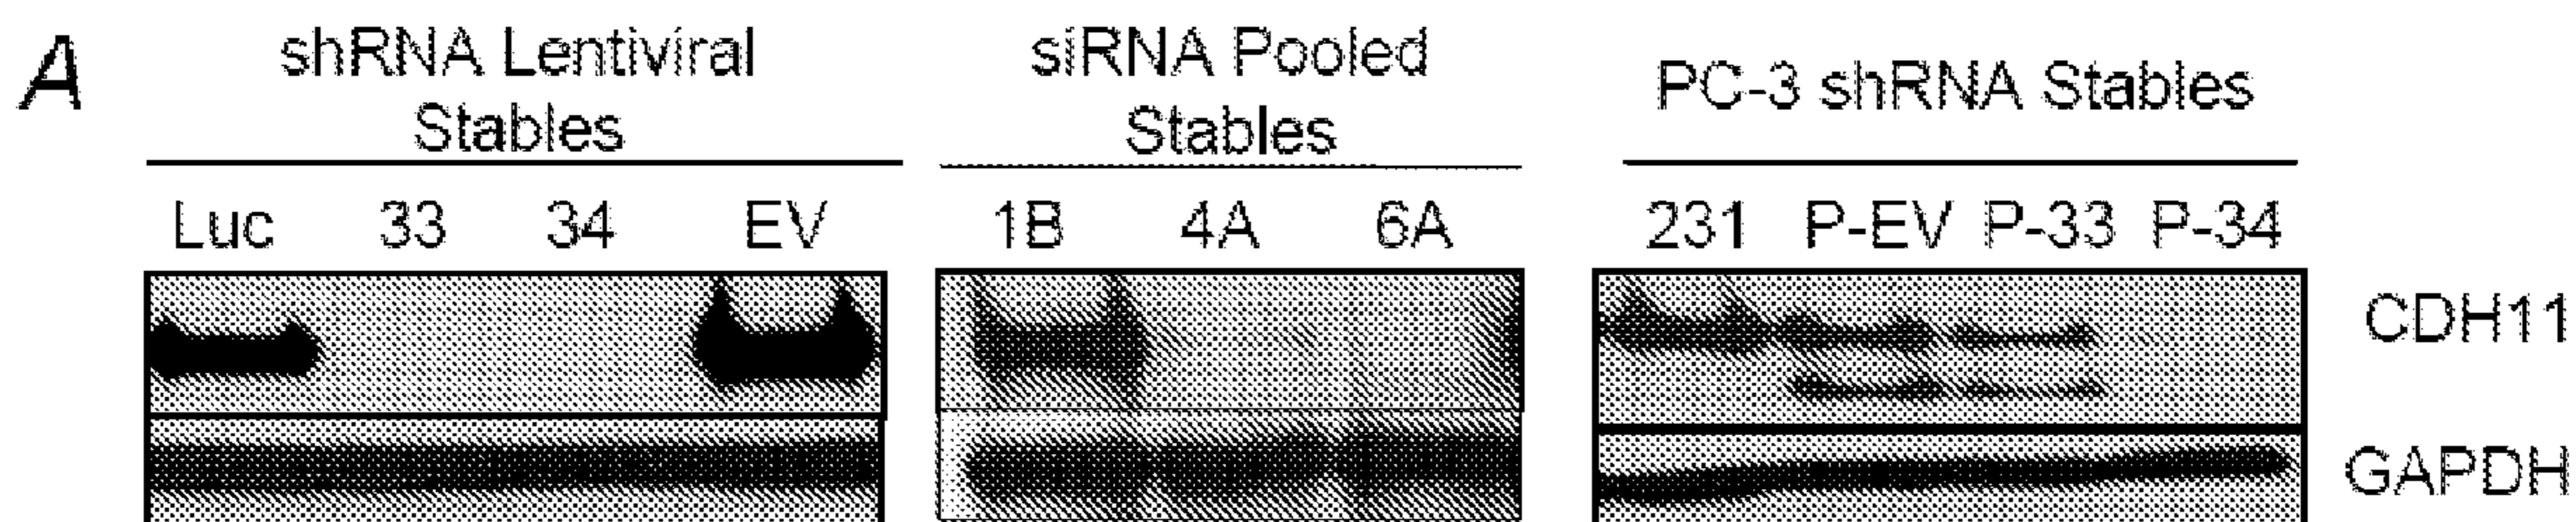 A
shRNA Lentiviral
Stables
siRNA Pooled
Stables
PC-3 shRNA Stables
Luc 33 34 EV
1B 4A 6A
231 P-EV P-33 P-34
CDH11
GAPDH